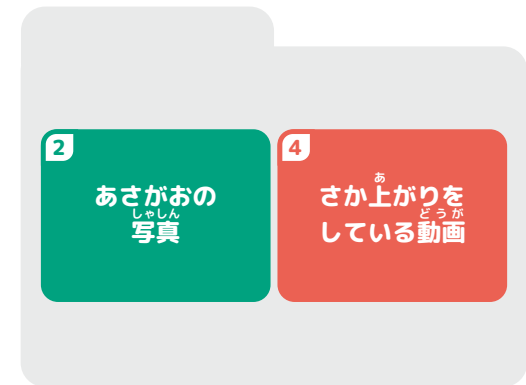 2
あさがおの
しゃしん
写真
4
あ
さか上がりを
どうが
している動画